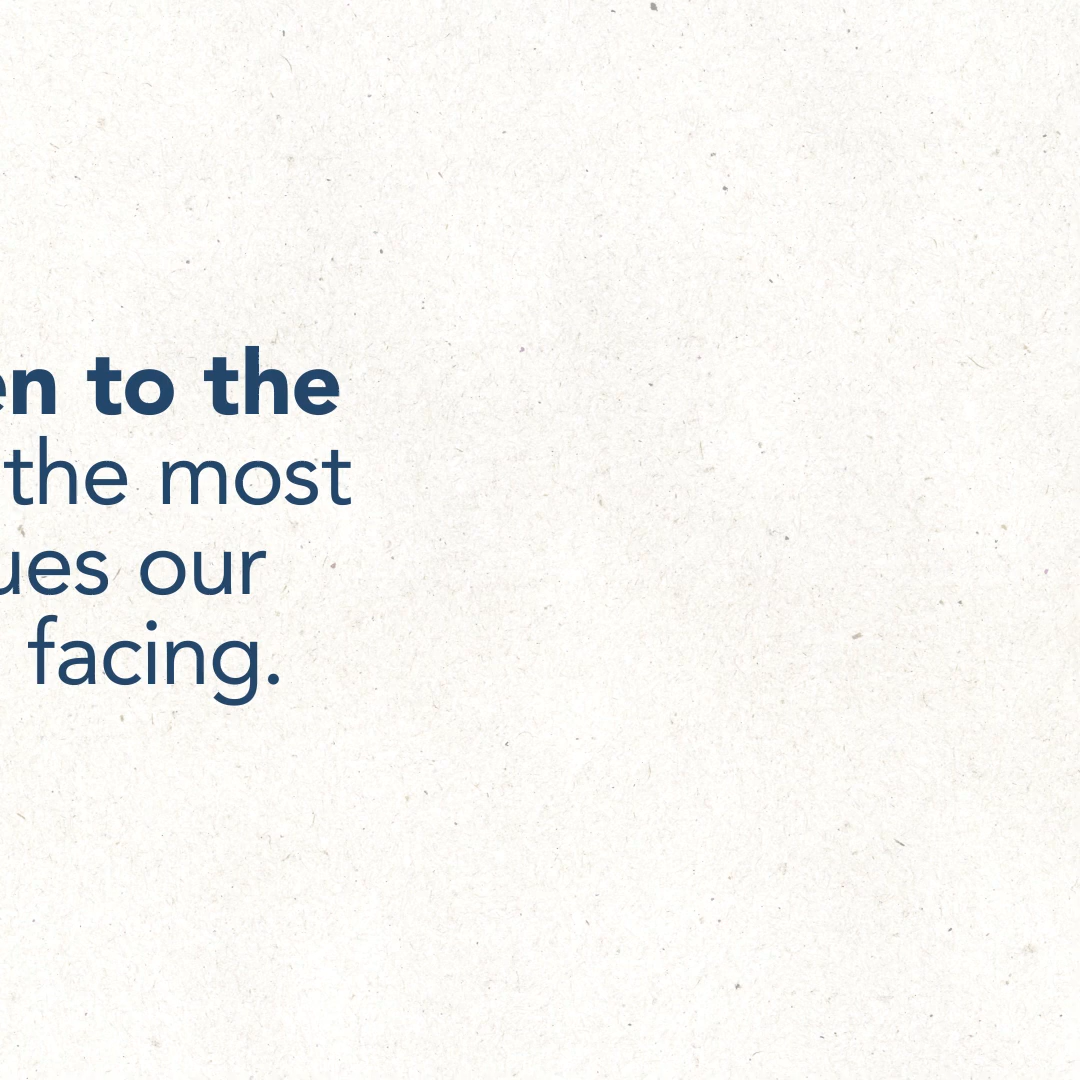 en to the
the most
ues our
facing.